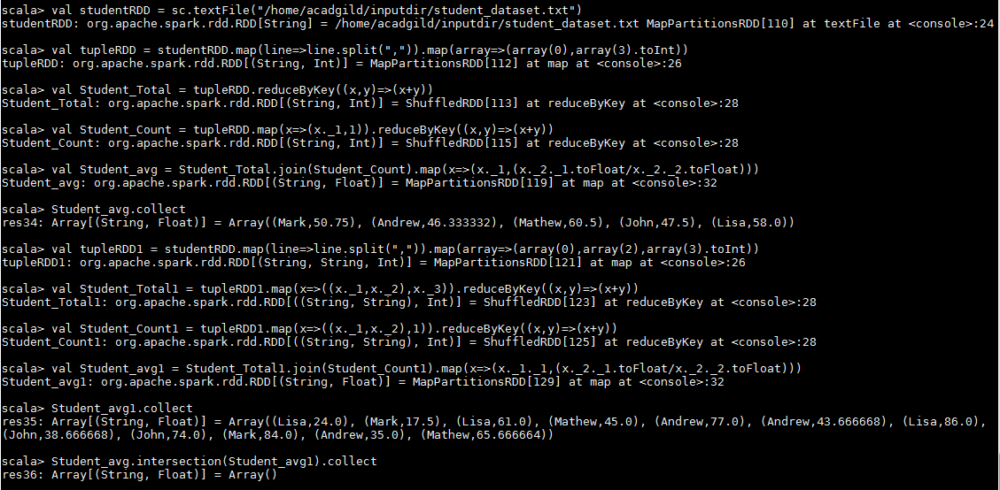 scala> val studentRDD = sc.textFile("/home/acadgild/inputdir/student_dataset.txt")
studentRDD: org.apache.spark.rdd.RDD[String] = /home/acadgild/inputdir/student_dataset.txt MapPartitionsRDD[110] at textFile at <console>:24
scala> val tupleRDD = studentRDD.map(line=>line.split(",")).map(array=>(array(0),array(3).toInt))
tupleRDD: org.apache.spark.rdd.RDD[(String, Int)] = MapPartitionsRDD[112] at map at <console>:26
scala> val Student_Total = tupleRDD.reduceByKey((x,y)=>(x+y))
Student_Total: org.apache.spark.rdd.RDD[(String, Int)] = ShuffledRDD[113] at reduceByKey at <console>:28
scala> val Student_Count = tupleRDD.map(x=>(x._1,1)).reduceByKey((x,y)=>(x+y))
Student_Count: org.apache.spark.rdd.RDD[(String, Int)] = ShuffledRDD[115] at reduceByKey at <console>:28
scala> val Student_avg = Student_Total.join(Student_Count).map(x=>(x._1,(x._2._1.toFloat/x._2._2.toFloat)))
Student_avg: org.apache.spark.rdd.RDD[(String, Float)] = MapPartitionsRDD[119] at map at <console>:32
scala> Student_avg.collect
res34: Array[(String, Float)] = Array((Mark,50.75), (Andrew,46.333332), (Mathew,60.5), (John,47.5), (Lisa,58.0))
scala> val tupleRDD1 = studentRDD.map(line=>line.split(",")).map(array=>(array(0),array(2),array(3).toInt))
tupleRDD1: org.apache.spark.rdd.RDD[(String, String, Int)] = MapPartitionsRDD[121] at map at <console>:26
scala> val Student_Total1 = tupleRDD1.map(x=>((x._1,x._2),x._3)).reduceByKey((x,y)=>(x+y))
Student_Total1: org.apache.spark.rdd.RDD[((String, String), Int)] = ShuffledRDD[123] at reduceByKey at <console>:28
scala> val Student_Count1 = tupleRDD1.map(x=>((x._1,x._2),1)).reduceByKey((x,y)=>(x+y))
Student_Count1: org.apache.spark.rdd.RDD[((String, String), Int)] = ShuffledRDD[125] at reduceByKey at <console>:28
scala> val Student_avg1 = Student_Total1.join(Student_Count1).map(x=>(x._1._1,(x._2._1.toFloat/x._2._2.toFloat)))
Student_avg1: org.apache.spark.rdd.RDD[(String, Float)] = MapPartitionsRDD[129] at map at <console>:32
scala> Student_avg1.collect
res35: Array[(String, Float)] = Array((Lisa,24.0), (Mark,17.5), (Lisa,61.0), (Mathew,45.0), (Andrew,77.0), (Andrew,43.666668), (Lisa,86.0),
(John,38.666668), (John,74.0), (Mark,84.0), (Andrew,35.0), (Mathew,65.666664))
scala> Student_avg.intersection(Student_avg1).collect
res36: Array[(String, Float)] = Array()